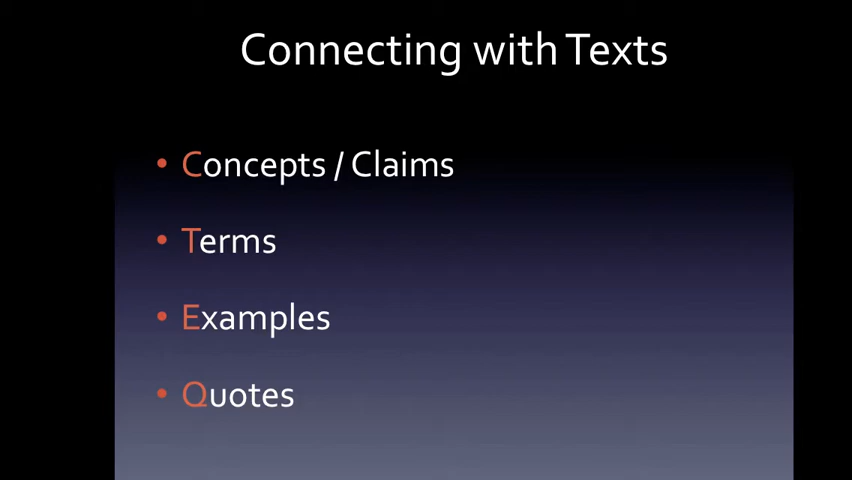 Connecting with Texts
• Concepts / Claims
• Terms
• Examples
• Quotes